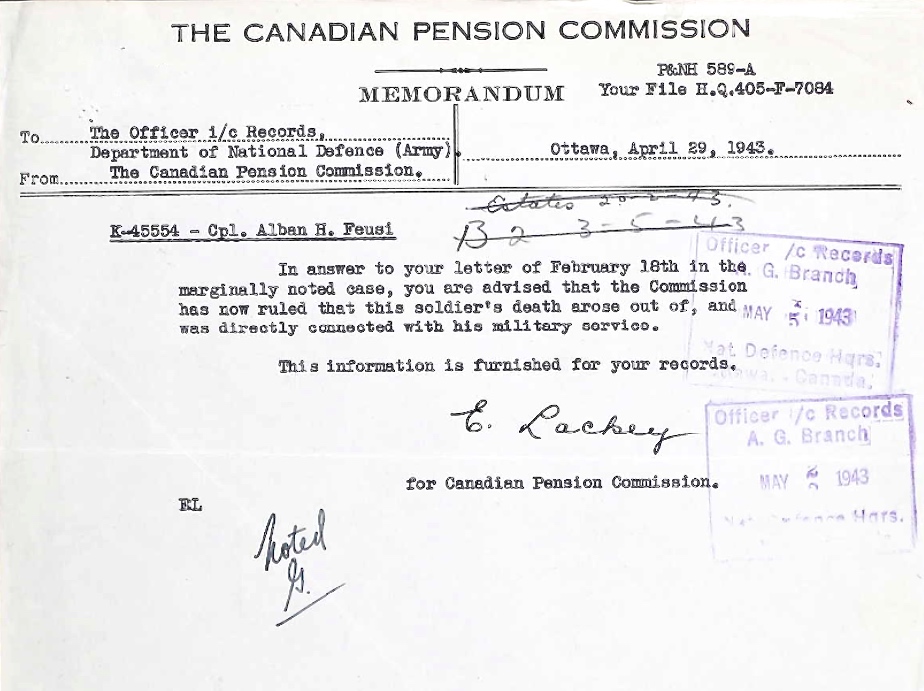 THE CANADIAN PENSION COMMISSION
P&NH 589-A
MEMORANDUM Your File H.Q.405-F-7084
To The Officer i/c Records,
Department of National Defence (Army). Ottawa, April 29, 1943.
From The Canadian Pension Commission.
Estates
B 2 3-5-43
K-45554 - Cpl. Alban H. Feusi
In answer to your letter of February 18th in the
marginally noted case, you are advised that the Commission
has now ruled that this soldier's death arose out of, and
was directly connected with his military service.
This information is furnished for your records.
Officer i/c Records
A. G. Branch
MAY 1943
Nat. Defence Hqrs.
Ottawa, Canada,
E. Lackey
for Canadian Pension Commission.
Officer i/c Records
A. G. Branch
MAY 1943
Nat. Defence Hqrs.
EL
Noted
G.